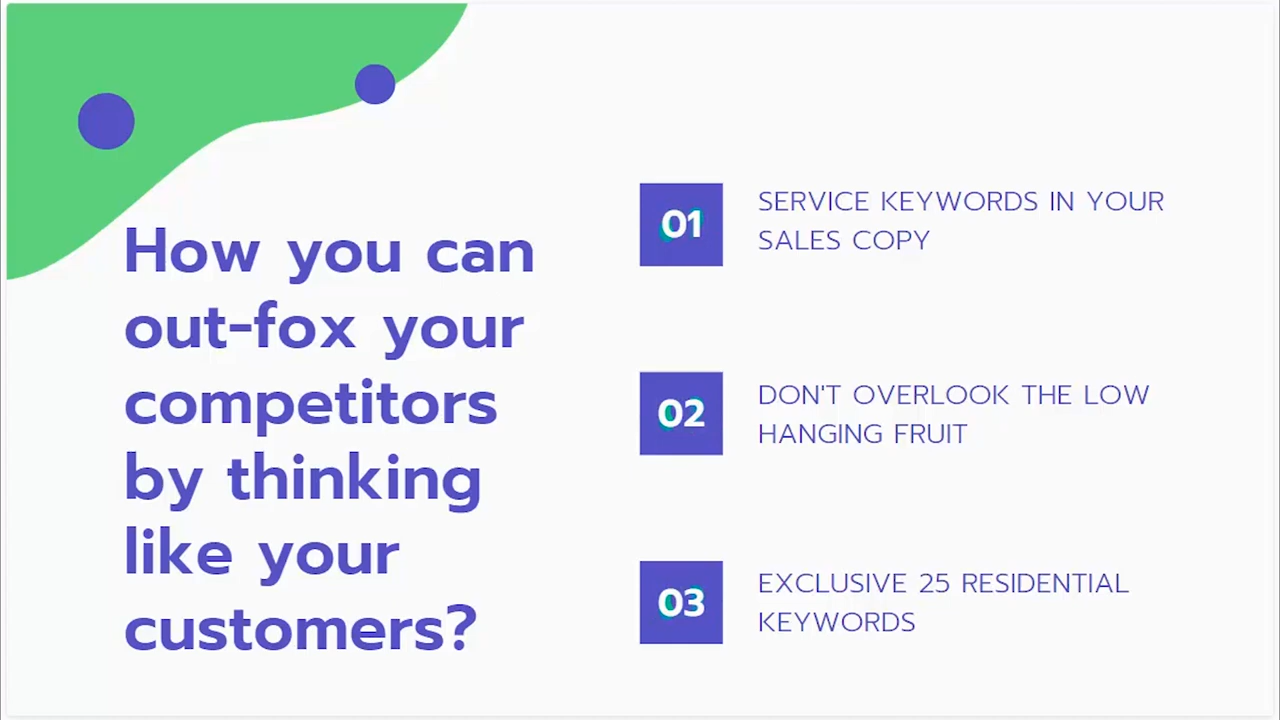 How you can
out-fox your
competitors
by thinking
like your
customers?
01
SERVICE KEYWORDS IN YOUR
SALES COPY
02
DON'T OVERLOOK THE LOW
HANGING FRUIT
03
EXCLUSIVE 25 RESIDENTIAL
KEYWORDS